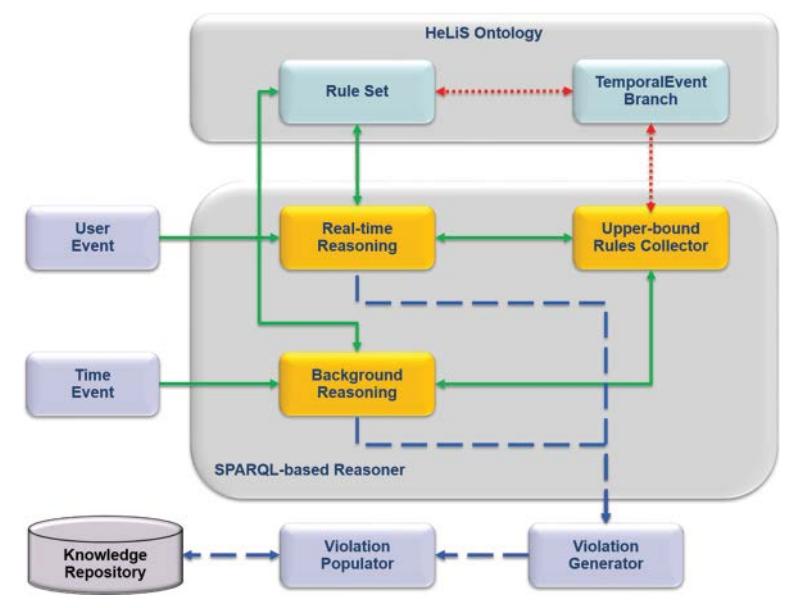 HeLiS Ontology
Rule Set
TemporalEvent
Branch
User
Event
Real-time
Reasoning
Upper-bound
Rules Collector
Time
Event
Background
Reasoning
SPARQL-based Reasoner
Knowledge
Repository
Violation
Populator
Violation
Generator